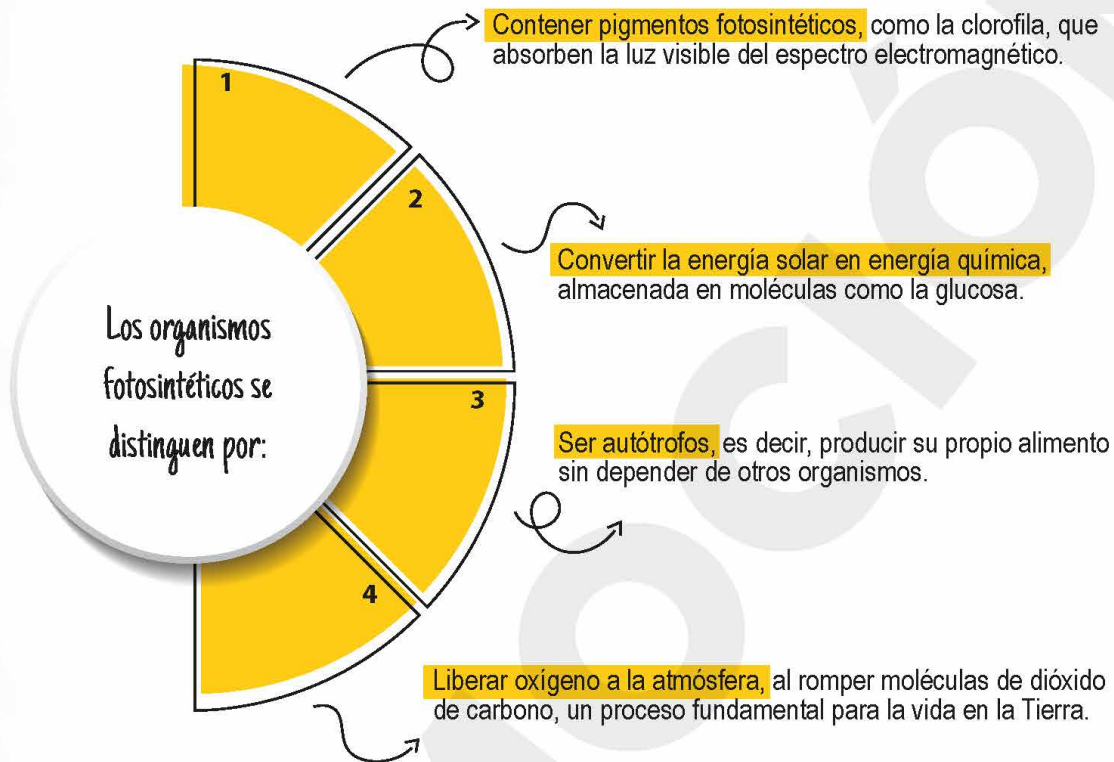 1
Contener pigmentos fotosintéticos, como la clorofila, que
absorben la luz visible del espectro electromagnético.
2
Convertir la energía solar en energía química,
almacenada en moléculas como la glucosa.
Los organismos
fotosintéticos se
distinguen por:
3
Ser autótrofos, es decir, producir su propio alimento
sin depender de otros organismos.
4
Liberar oxígeno a la atmósfera, al romper moléculas de dióxido
de carbono, un proceso fundamental para la vida en la Tierra.